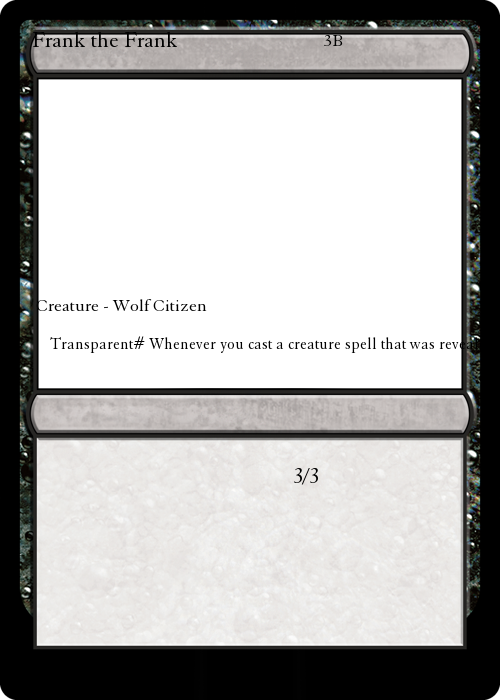 Frank the Frank
3B
Creature - Wolf Citizen
Transparent# Whenever you cast a creature spell that was
3/3